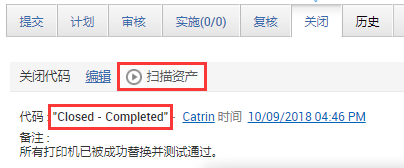 提交 计划 审核 实施(0/0) 复核 关闭 历史
关闭代码 编辑 扫描资产
代码 : "Closed - Completed" - Catrin 时间 10/09/2018 04:46 PM
备注 :
所有打印机已被成功替换并测试通过。